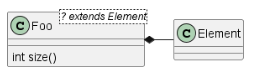 C Foo
? extends Element
int size()
C Element